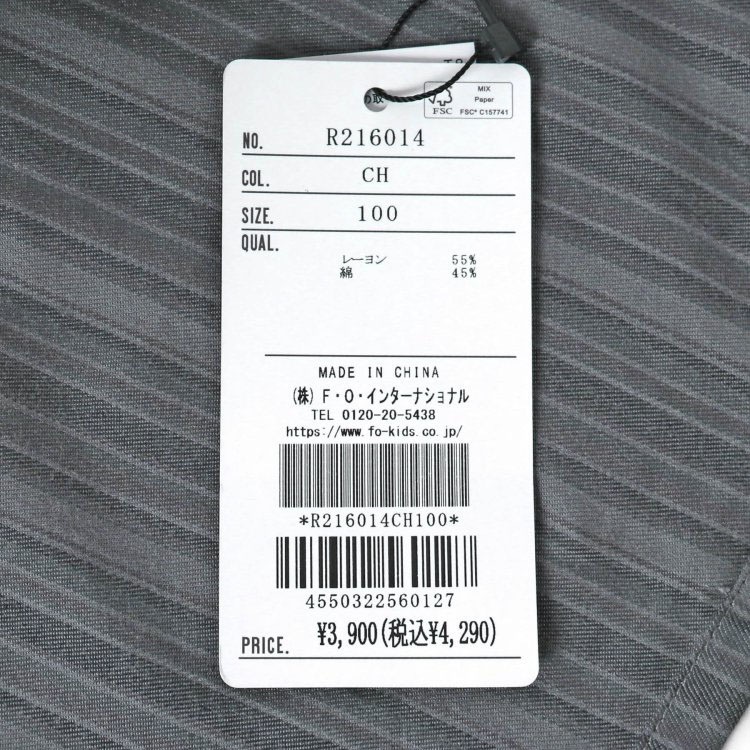 MIX
Paper
FSC
FSC® C157741
NO. R216014
COL. CH
SIZE. 100
QUAL.
レーヨン 55%
綿 45%
MADE IN CHINA
(株) F・O・インターナショナル
TEL 0120-20-5438
https://www.fo-kids.co.jp/
*R216014CH100*
4550322560127
PRICE. ¥3,900(税込¥4,290)